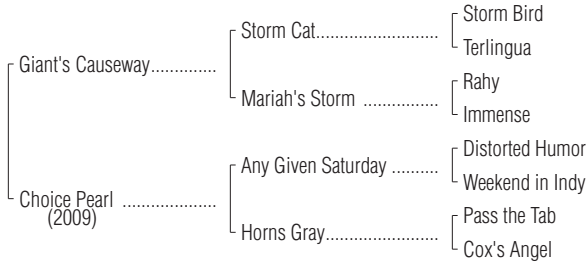 Storm Bird
Storm Cat
Terlingua
Giant's Causeway
Rahy
Mariah's Storm
Immense
Distorted Humor
Any Given Saturday
Weekend in Indy
Choice Pearl
(2009)
Pass the Tab
Horns Gray
Cox's Angel